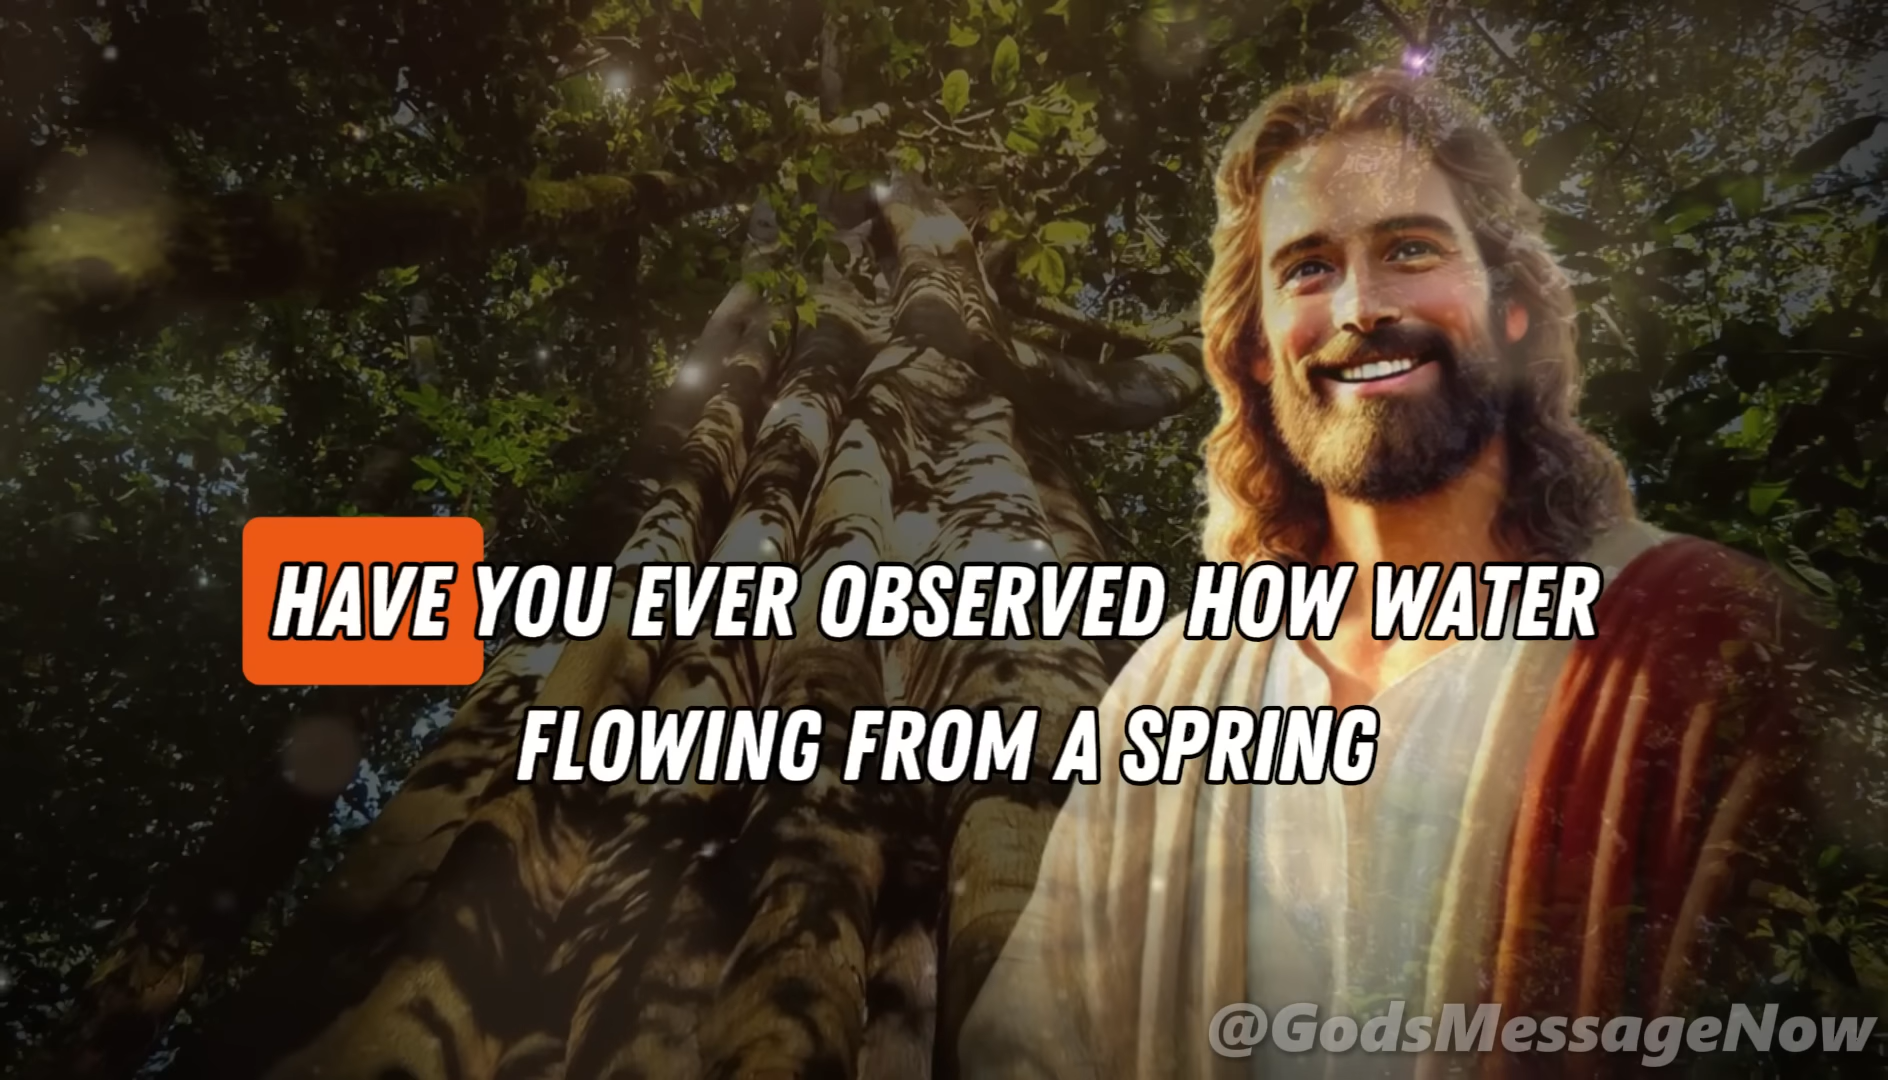 HAVE YOU EVER OBSERVED HOW WATER
FLOWING FROM A SPRING
@GodsMessageNow